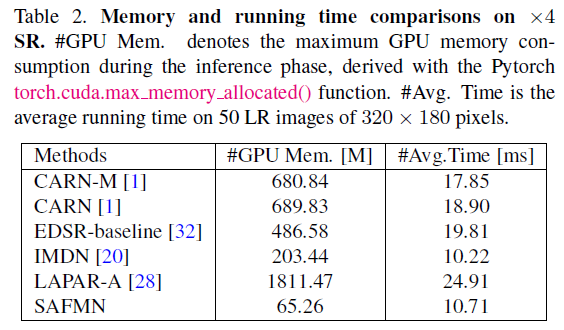 Table 2. Memory and running time comparisons on ×4
SR. #GPU Mem. denotes the maximum GPU memory con-
sumption during the inference phase, derived with the Pytorch
torch.cuda.max_memory_allocated() function. #Avg. Time is the
average running time on 50 LR images of 320 × 180 pixels.
Methods #GPU Mem. [M] #Avg.Time [ms]
CARN-M [1] 680.84 17.85
CARN [1] 689.83 18.90
EDSR-baseline [32] 486.58 19.81
IMDN [20] 203.44 10.22
LAPAR-A [28] 1811.47 24.91
SAFMN 65.26 10.71